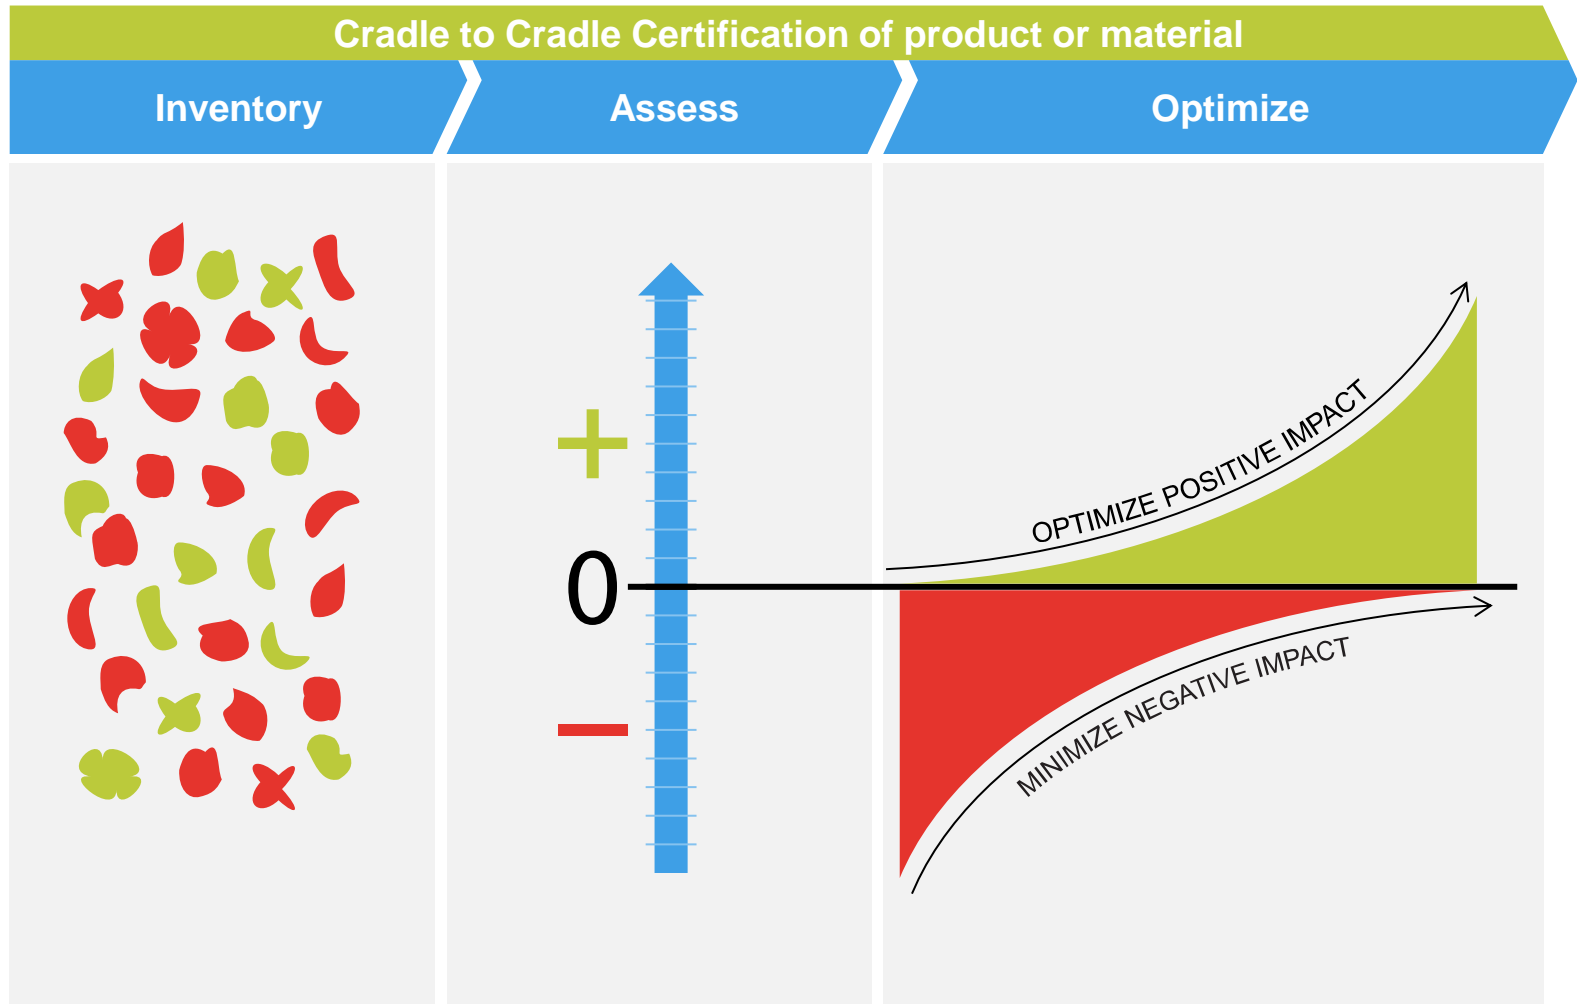 Cradle to Cradle Certification of product or material
Inventory
Assess
Optimize
+
0
−
OPTIMIZE POSITIVE IMPACT
MINIMIZE NEGATIVE IMPACT